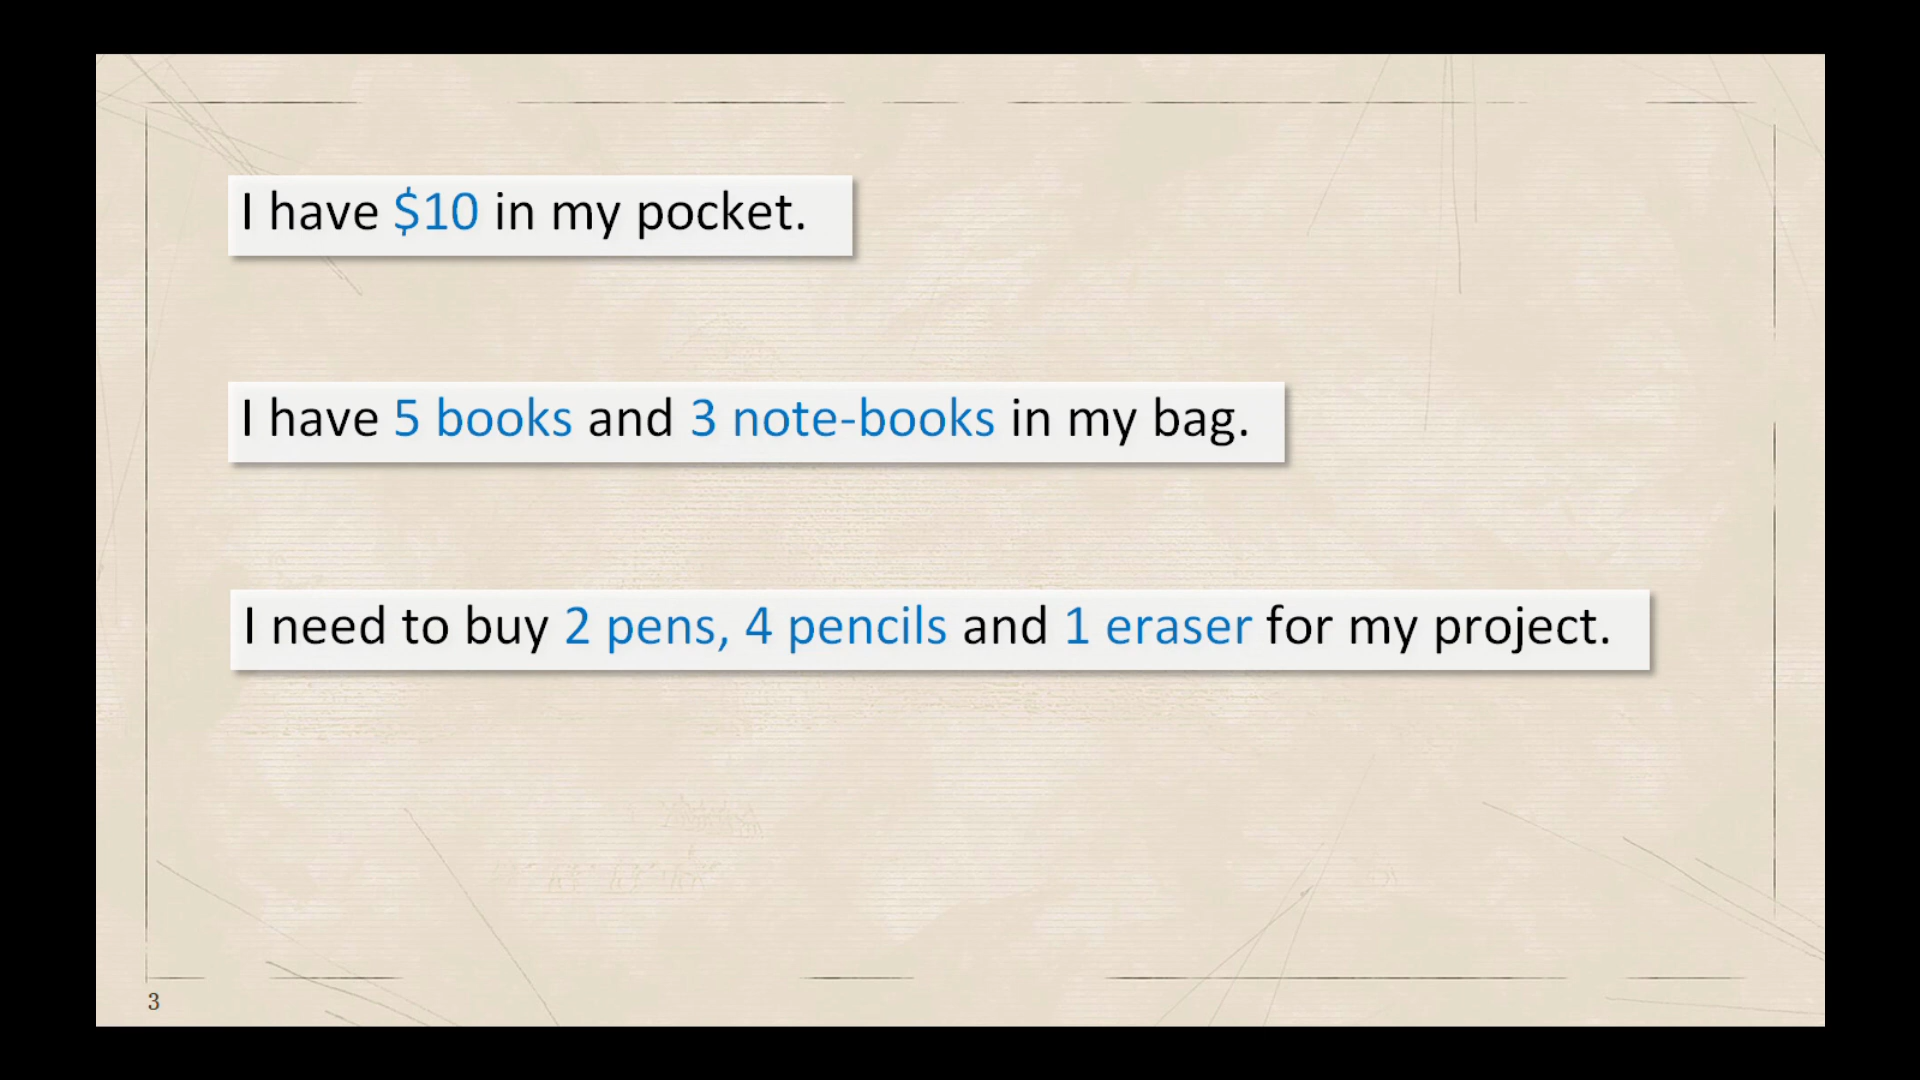 I have $10 in my pocket.
I have 5 books and 3 note-books in my bag.
I need to buy 2 pens, 4 pencils and 1 eraser for my project.
3